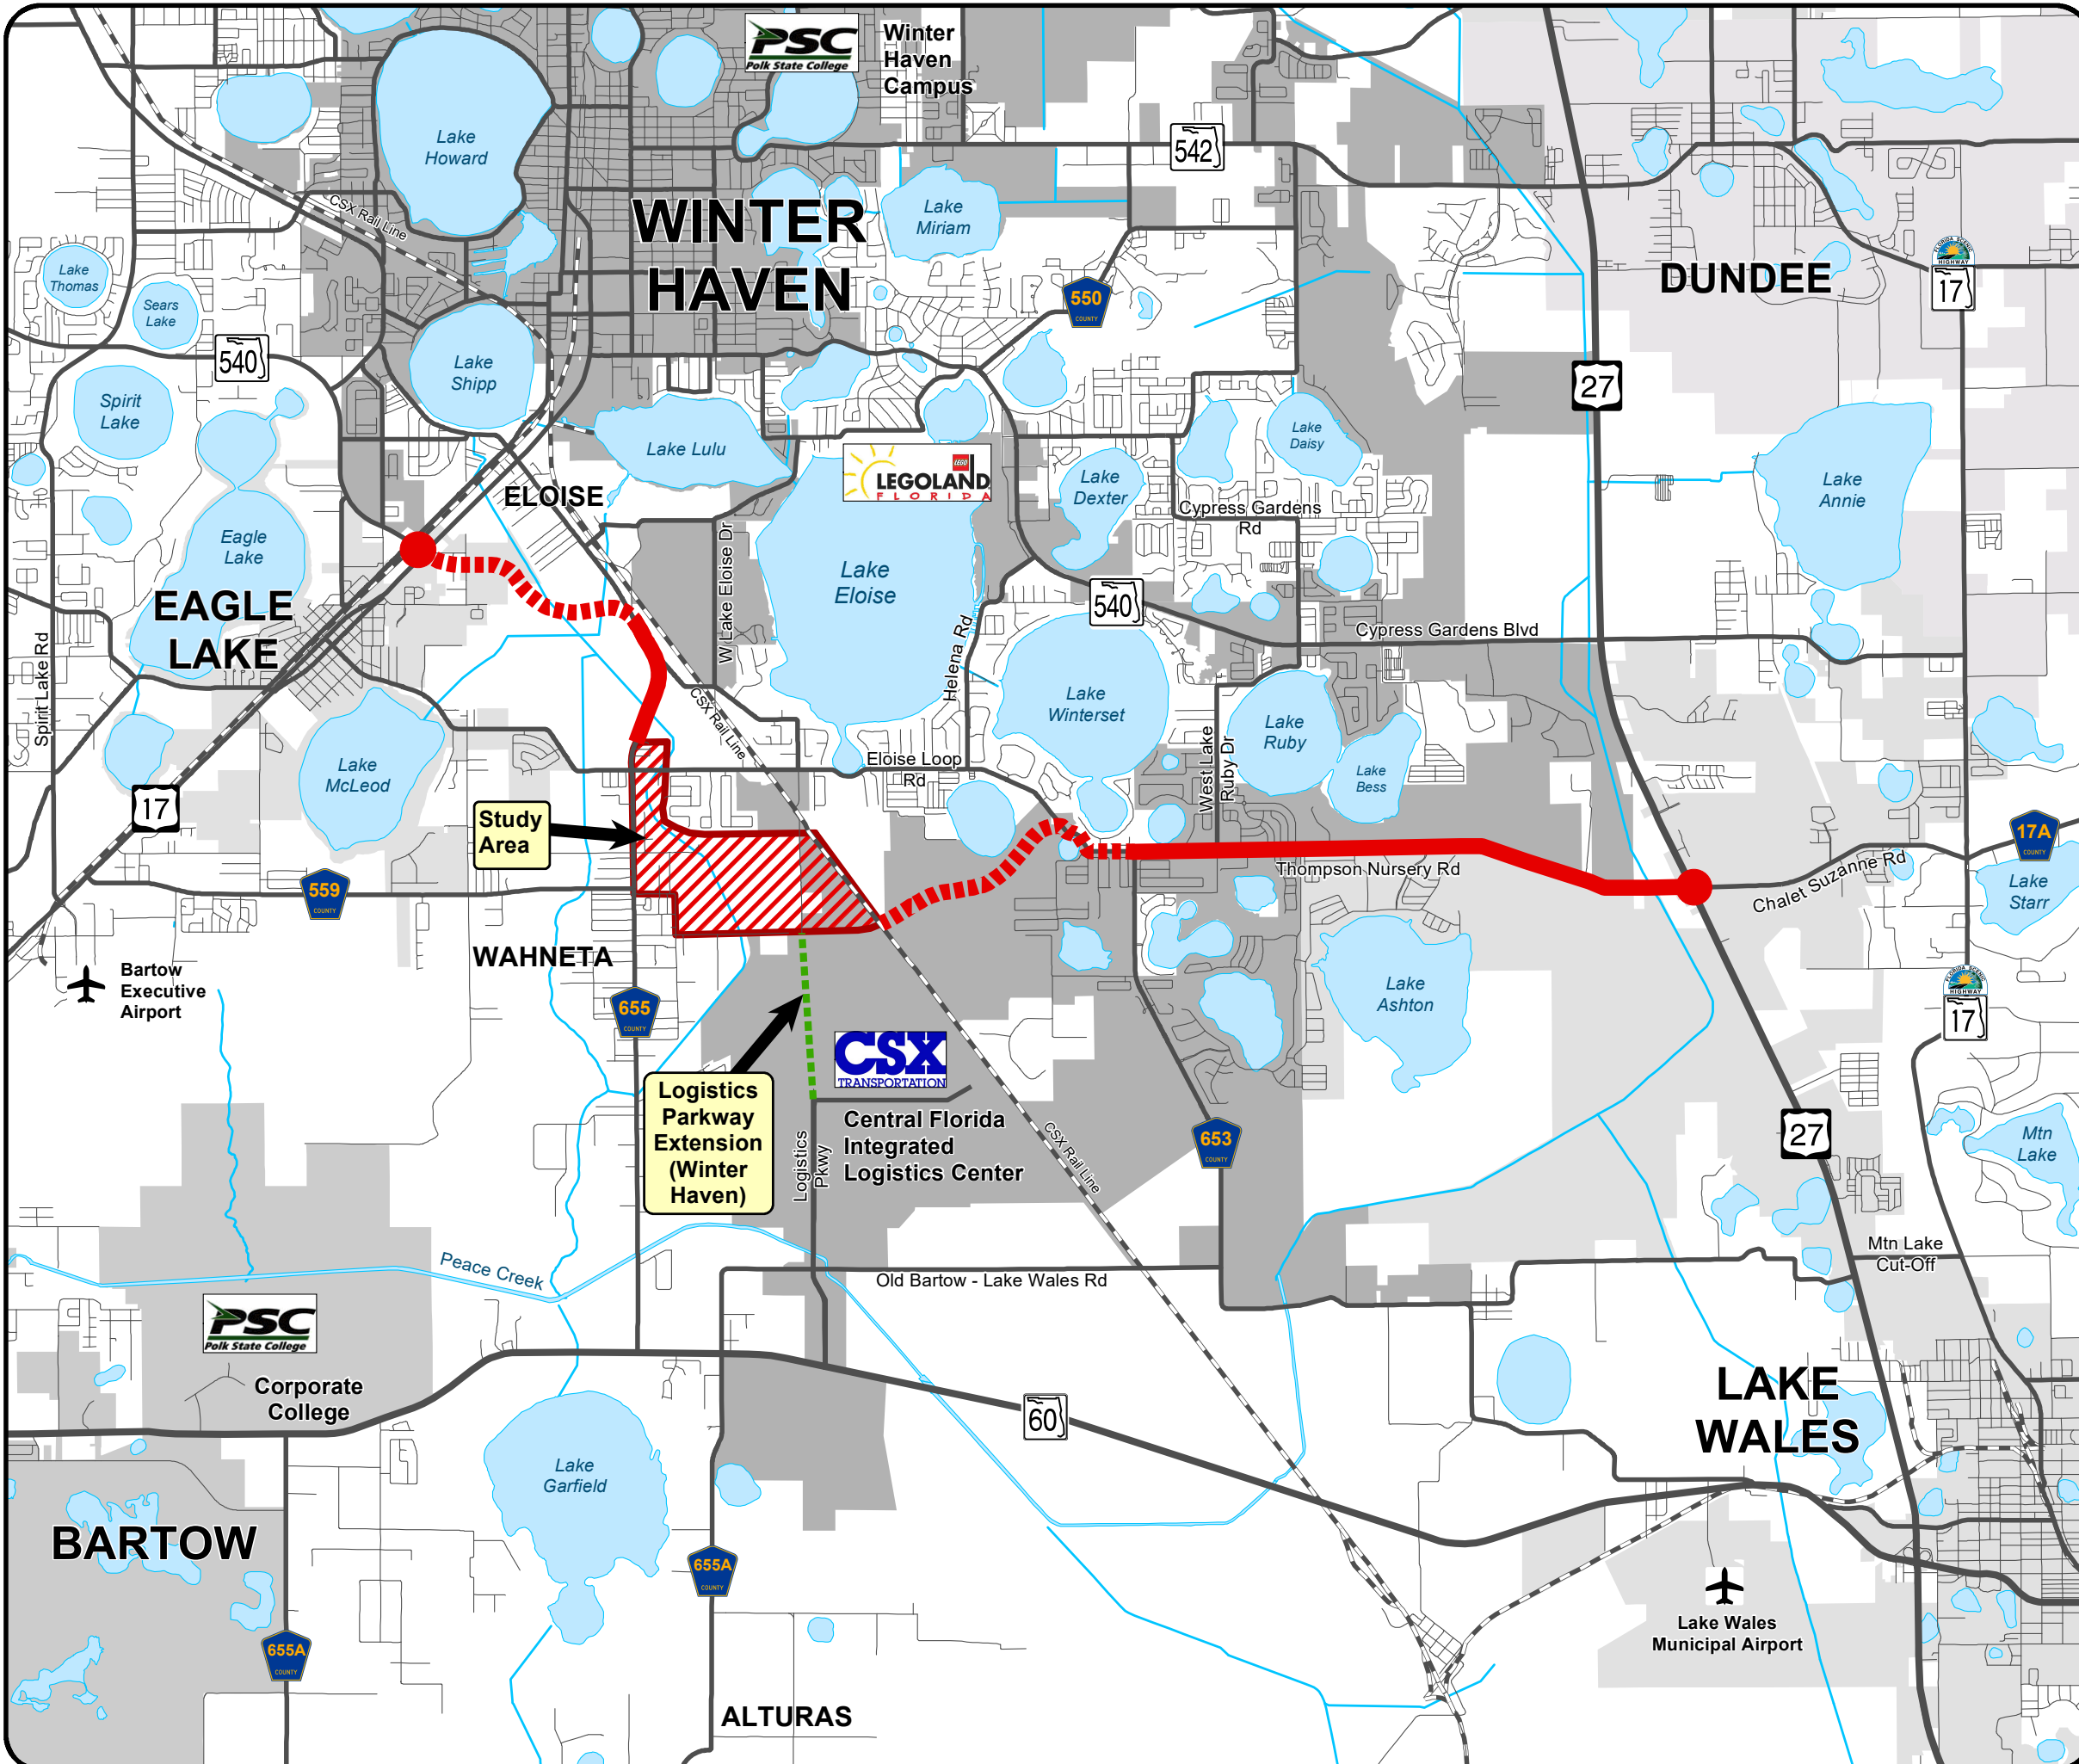 PSC
Polk State College
Winter
Haven
Campus
Lake
Howard
542
CSX Rail Line
WINTER
HAVEN
Lake
Miriam
Lake
Thomas
Sears
Lake
550
COUNTY
DUNDEE
FLORIDA SCENIC
HIGHWAY
17
540
Lake
Shipp
27
Spirit
Lake
Lake Lulu
LEGO
LEGOLAND
FLORIDA
Lake
Daisy
Lake
Dexter
Lake
Annie
ELOISE
Cypress Gardens
Rd
Eagle
Lake
W Lake Eloise Dr
Lake
Eloise
EAGLE
LAKE
540
Helena Rd
Cypress Gardens Blvd
Spirit Lake Rd
CSX Rail Line
Lake
Winterset
Lake
Ruby
West Lake
Ruby Dr
Lake
McLeod
Eloise Loop
Rd
Lake
Bess
17
Study
Area
17A
COUNTY
Thompson Nursery Rd
Chalet Suzanne Rd
559
COUNTY
Lake
Starr
WAHNETA
Bartow
Executive
Airport
Lake
Ashton
655
COUNTY
FLORIDA SCENIC
HIGHWAY
17
CSX
TRANSPORTATION
Logistics
Parkway
Extension
(Winter
Haven)
Central Florida
Integrated
Logistics Center
Logistics
Pkwy
CSX Rail Line
653
COUNTY
27
Mtn
Lake
Peace Creek
Old Bartow - Lake Wales Rd
Mtn Lake
Cut-Off
PSC
Polk State College
Corporate
College
60
LAKE
WALES
Lake
Garfield
BARTOW
655A
COUNTY
Lake Wales
Municipal Airport
655A
COUNTY
ALTURAS